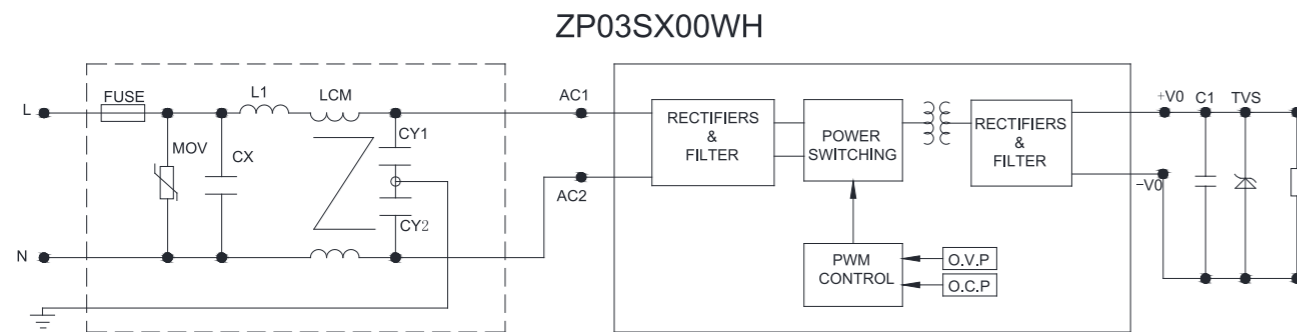 ZP03SX00WH
L
FUSE
L1
LCM
MOV
CX
CY1
CY2
N
AC1
AC2
RECTIFIERS
&
FILTER
POWER
SWITCHING
RECTIFIERS
&
FILTER
PWM
CONTROL
O.V.P
O.C.P
+V0
C1
TVS
−V0